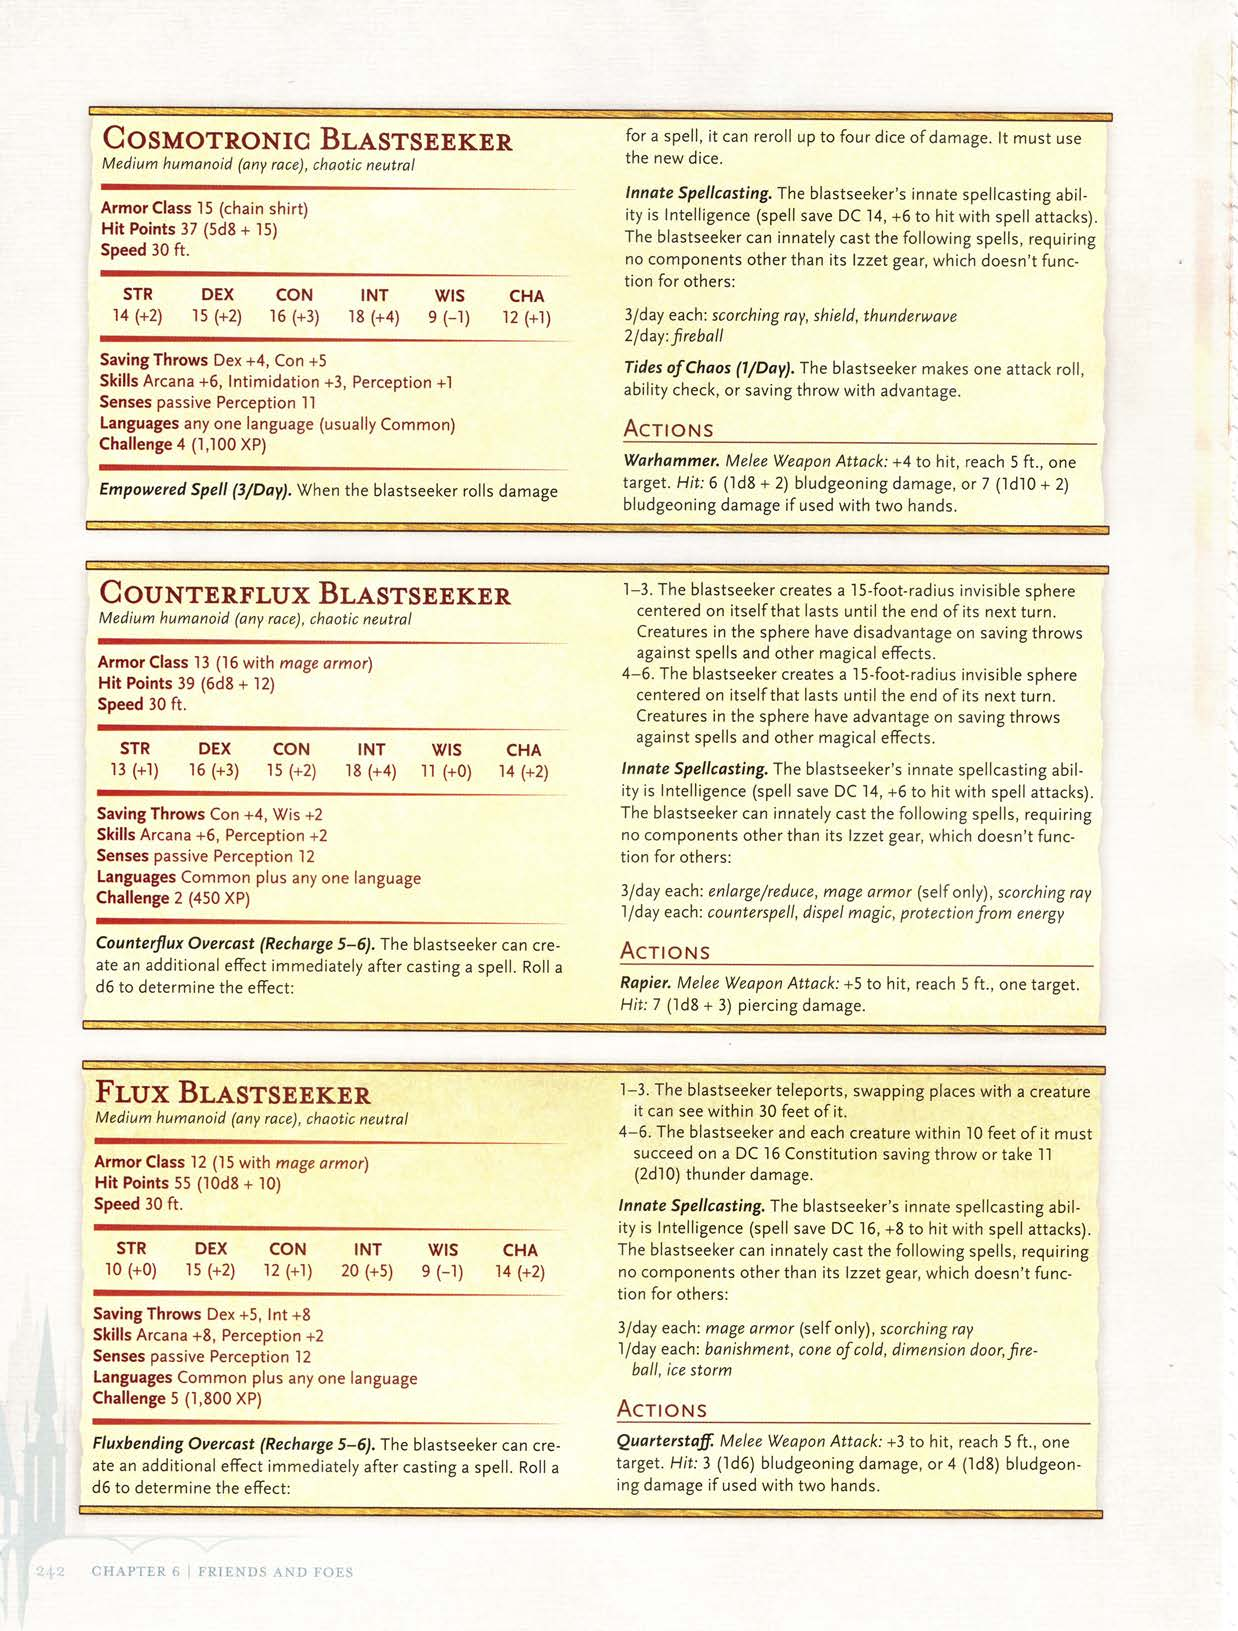 COSMOTRONIC BLASTSEEKER
Medium humanoid (any race), chaotic neutral
Armor Class 15 (chain shirt)
Hit Points 37 (5d8 + 15)
Speed 30 ft.
STR DEX CON INT WIS CHA
14 (+2) 15 (+2) 16 (+3) 18 (+4) 9 (–1) 12 (+1)
Saving Throws Dex +4, Con +5
Skills Arcana +6, Intimidation +3, Perception +1
Senses passive Perception 11
Languages any one language (usually Common)
Challenge 4 (1,100 XP)
Empowered Spell (3/Day). When the blastseeker rolls damage
for a spell, it can reroll up to four dice of damage. It must use
the new dice.
Innate Spellcasting. The blastseeker's innate spellcasting abil-
ity is Intelligence (spell save DC 14, +6 to hit with spell attacks).
The blastseeker can innately cast the following spells, requiring
no components other than its Izzet gear, which doesn't func-
tion for others:
3/day each: scorching ray, shield, thunderwave
2/day: fireball
Tides of Chaos (1/Day). The blastseeker makes one attack roll,
ability check, or saving throw with advantage.
ACTIONS
Warhammer. Melee Weapon Attack: +4 to hit, reach 5 ft., one
target. Hit: 6 (1d8 + 2) bludgeoning damage, or 7 (1d10 + 2)
bludgeoning damage if used with two hands.
COUNTERFLUX BLASTSEEKER
Medium humanoid (any race), chaotic neutral
Armor Class 13 (16 with mage armor)
Hit Points 39 (6d8 + 12)
Speed 30 ft.
STR DEX CON INT WIS CHA
13 (+1) 16 (+3) 15 (+2) 18 (+4) 11 (+0) 14 (+2)
Saving Throws Con +4, Wis +2
Skills Arcana +6, Perception +2
Senses passive Perception 12
Languages Common plus any one language
Challenge 2 (450 XP)
Counterflux Overcast (Recharge 5–6). The blastseeker can cre-
ate an additional effect immediately after casting a spell. Roll a
d6 to determine the effect:
1–3. The blastseeker creates a 15-foot-radius invisible sphere
centered on itself that lasts until the end of its next turn.
Creatures in the sphere have disadvantage on saving throws
against spells and other magical effects.
4–6. The blastseeker creates a 15-foot-radius invisible sphere
centered on itself that lasts until the end of its next turn.
Creatures in the sphere have advantage on saving throws
against spells and other magical effects.
Innate Spellcasting. The blastseeker's innate spellcasting abil-
ity is Intelligence (spell save DC 14, +6 to hit with spell attacks).
The blastseeker can innately cast the following spells, requiring
no components other than its Izzet gear, which doesn't func-
tion for others:
3/day each: enlarge/reduce, mage armor (self only), scorching ray
1/day each: counterspell, dispel magic, protection from energy
ACTIONS
Rapier. Melee Weapon Attack: +5 to hit, reach 5 ft., one target.
Hit: 7 (1d8 + 3) piercing damage.
FLUX BLASTSEEKER
Medium humanoid (any race), chaotic neutral
Armor Class 12 (15 with mage armor)
Hit Points 55 (10d8 + 10)
Speed 30 ft.
STR DEX CON INT WIS CHA
10 (+0) 15 (+2) 12 (+1) 20 (+5) 9 (–1) 14 (+2)
Saving Throws Dex +5, Int +8
Skills Arcana +8, Perception +2
Senses passive Perception 12
Languages Common plus any one language
Challenge 5 (1,800 XP)
Fluxbending Overcast (Recharge 5–6). The blastseeker can cre-
ate an additional effect immediately after casting a spell. Roll a
d6 to determine the effect:
1–3. The blastseeker teleports, swapping places with a creature
it can see within 30 feet of it.
4–6. The blastseeker and each creature within 10 feet of it must
succeed on a DC 16 Constitution saving throw or take 11
(2d10) thunder damage.
Innate Spellcasting. The blastseeker's innate spellcasting abil-
ity is Intelligence (spell save DC 16, +8 to hit with spell attacks).
The blastseeker can innately cast the following spells, requiring
no components other than its Izzet gear, which doesn't func-
tion for others:
3/day each: mage armor (self only), scorching ray
1/day each: banishment, cone of cold, dimension door, fire-
ball, ice storm
ACTIONS
Quarterstaff. Melee Weapon Attack: +3 to hit, reach 5 ft., one
target. Hit: 3 (1d6) bludgeoning damage, or 4 (1d8) bludgeon-
ing damage if used with two hands.
242 CHAPTER 6 | FRIENDS AND FOES